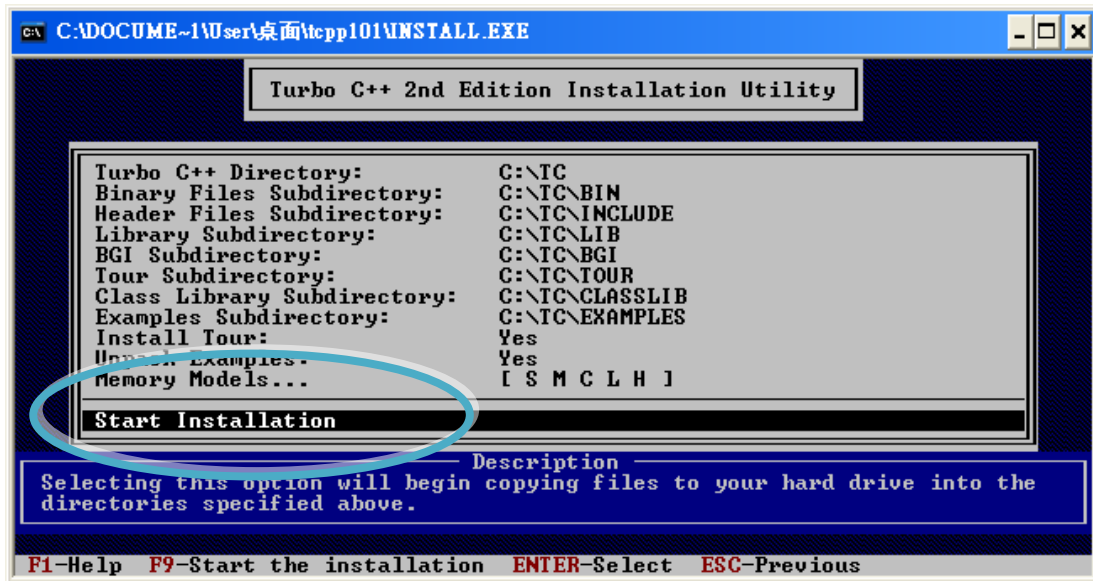 C:\DOCUME~1\User\桌面\tcpp101\INSTALL.EXE
Turbo C++ 2nd Edition Installation Utility
Turbo C++ Directory: C:\TC
Binary Files Subdirectory: C:\TC\BIN
Header Files Subdirectory: C:\TC\INCLUDE
Library Subdirectory: C:\TC\LIB
BGI Subdirectory: C:\TC\BGI
Tour Subdirectory: C:\TC\TOUR
Class Library Subdirectory: C:\TC\CLASSLIB
Examples Subdirectory: C:\TC\EXAMPLES
Install Tour: Yes
Unpack Examples: Yes
Memory Models... [ S M C L H ]
Start Installation
Description
Selecting this option will begin copying files to your hard drive into the
directories specified above.
F1-Help F9-Start the installation ENTER-Select ESC-Previous